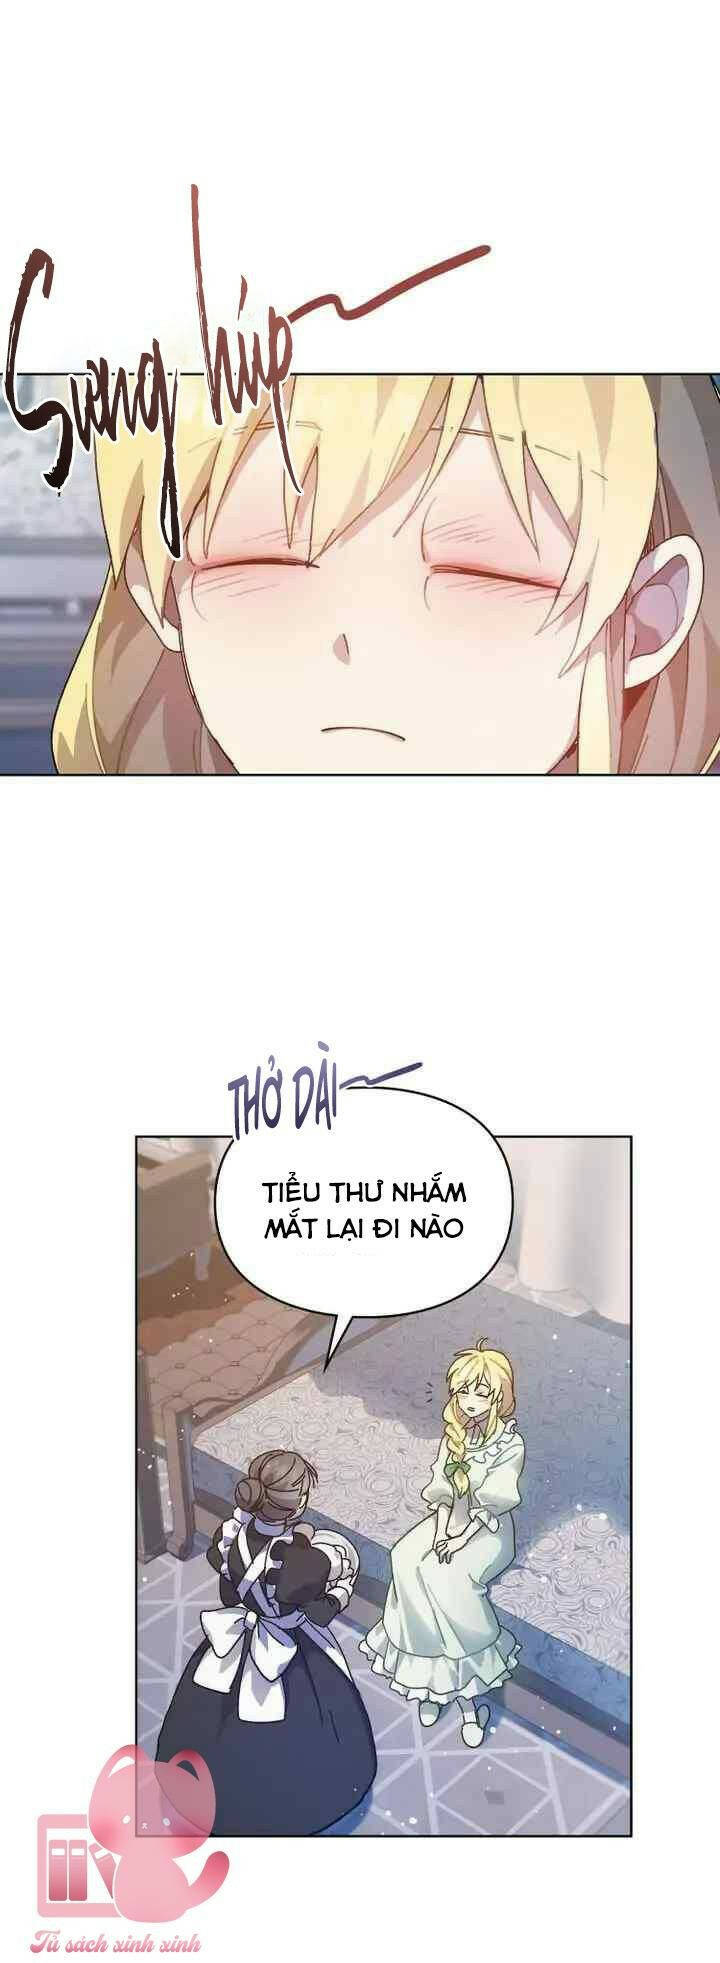 Sưng húp
THỞ DÀI
TIỂU THƯ NHẮM
MẮT LẠI ĐI NÀO
Tủ sách xinh xinh